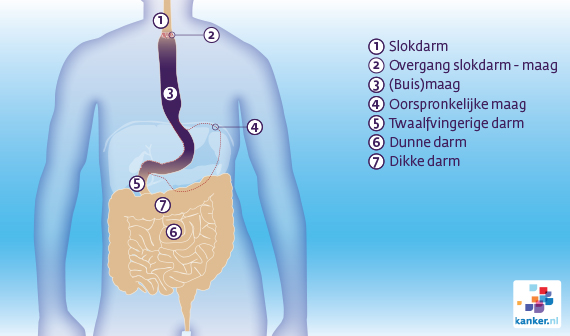 1
2
3
4
5
7
6
1 Slokdarm
2 Overgang slokdarm - maag
3 (Buis)maag
4 Oorspronkelijke maag
5 Twaalfvingerige darm
6 Dunne darm
7 Dikke darm
kanker.nl